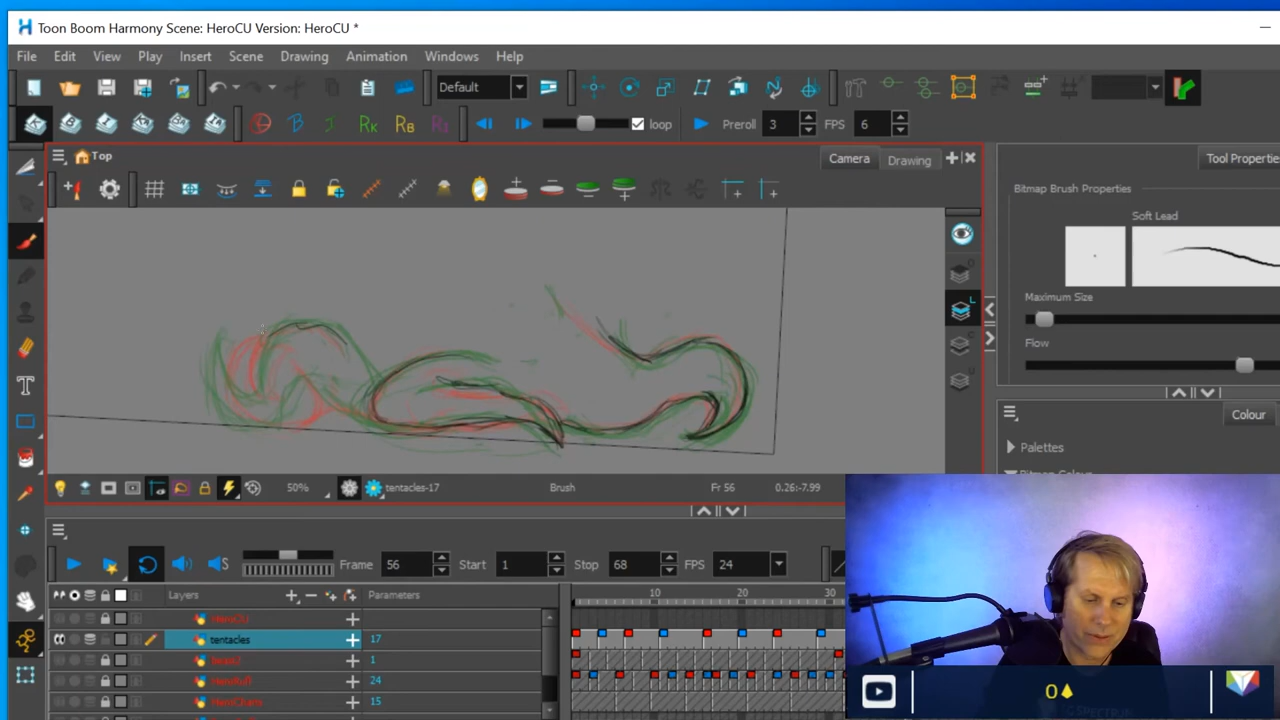 Toon Boom Harmony Scene: HeroCU Version: HeroCU *
File Edit View Play Insert Scene Drawing Animation Windows Help
Default
RK RB loop Preroll 3 FPS 6
Top Camera Drawing Tool Properties
Bitmap Brush Properties
Soft Lead
Maximum Size
Flow
Colour
Palettes
50% tentacles-17 Brush Fr 56 0.26:-7.99
Frame 56 Start 1 Stop 68 FPS 24
Layers Parameters 10 20 30
HeroCU
tentacles 17
1
24
15
0